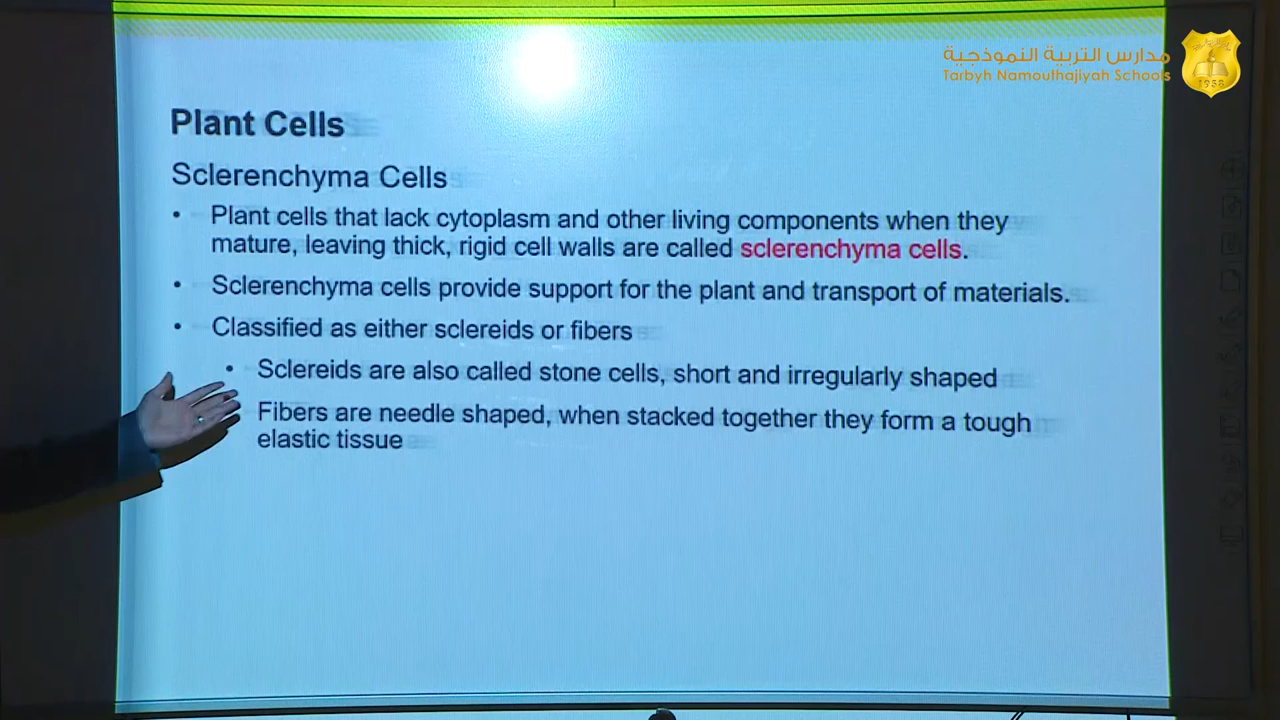 مدارس التربية النموذجية
Tarbyh Namoulhajiyah Schools
1958
Plant Cells
Sclerenchyma Cells
• Plant cells that lack cytoplasm and other living components when they
mature, leaving thick, rigid cell walls are called sclerenchyma cells.
• Sclerenchyma cells provide support for the plant and transport of materials.
• Classified as either sclereids or fibers
• Sclereids are also called stone cells, short and irregularly shaped
Fibers are needle shaped, when stacked together they form a tough
elastic tissue